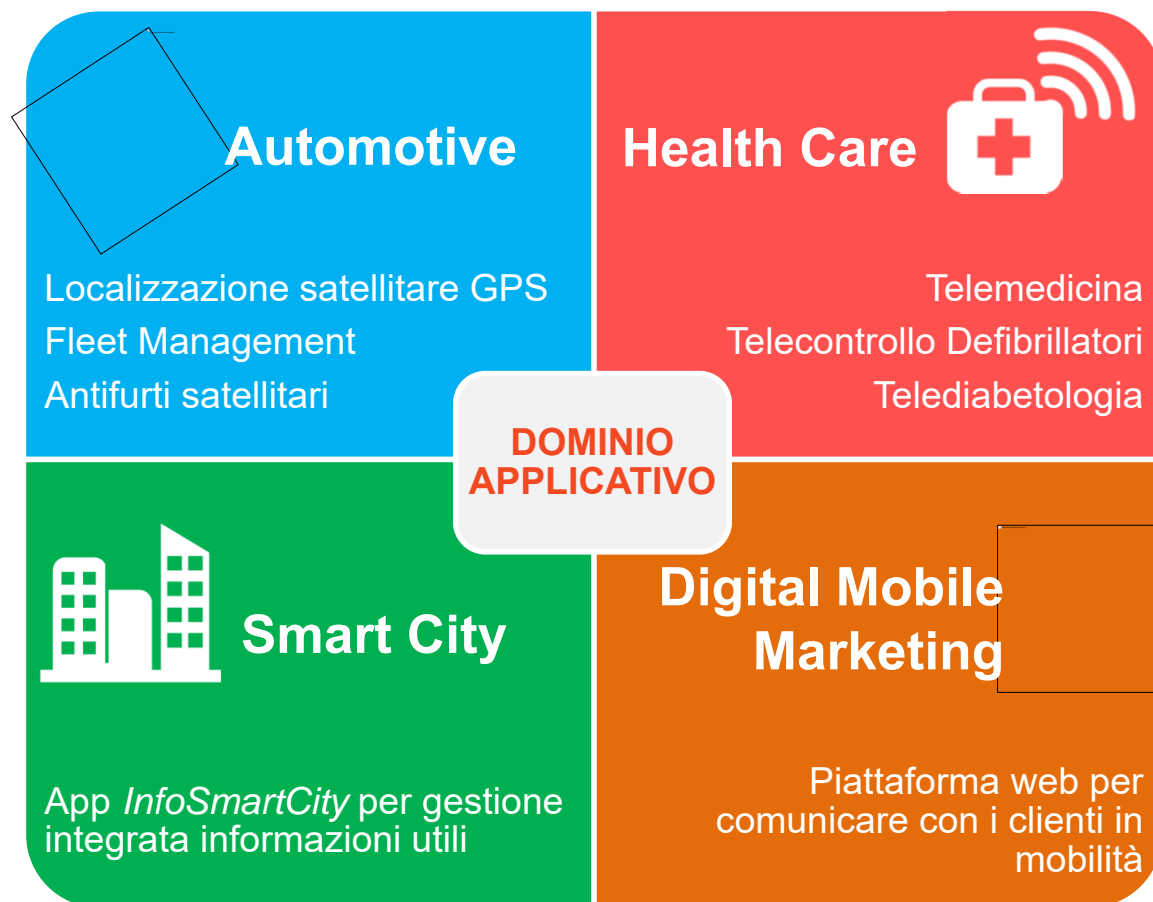 Automotive
Localizzazione satellitare GPS
Fleet Management
Antifurti satellitari
Health Care
Telemedicina
Telecontrollo Defibrillatori
Telediabetologia
DOMINIO
APPLICATIVO
Smart City
App InfoSmartCity per gestione
integrata informazioni utili
Digital Mobile
Marketing
Piattaforma web per
comunicare con i clienti in
mobilità